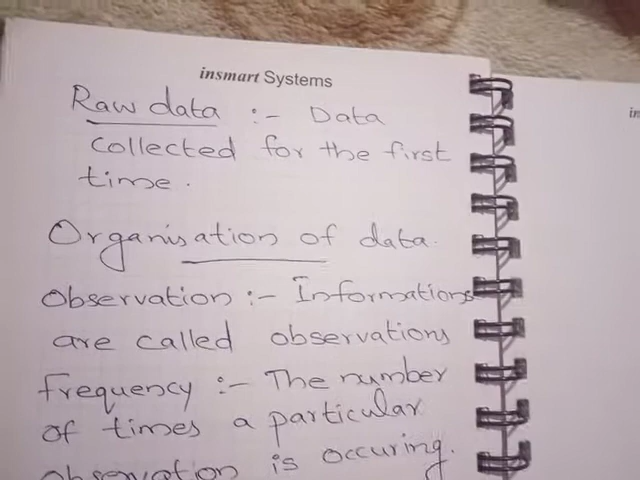 insmart Systems
Raw data :- Data
collected for the first
time.
Organisation of data.
Observation :- Informations
are called observations
Frequency :- The number
of times a particular
observation is occuring.
in